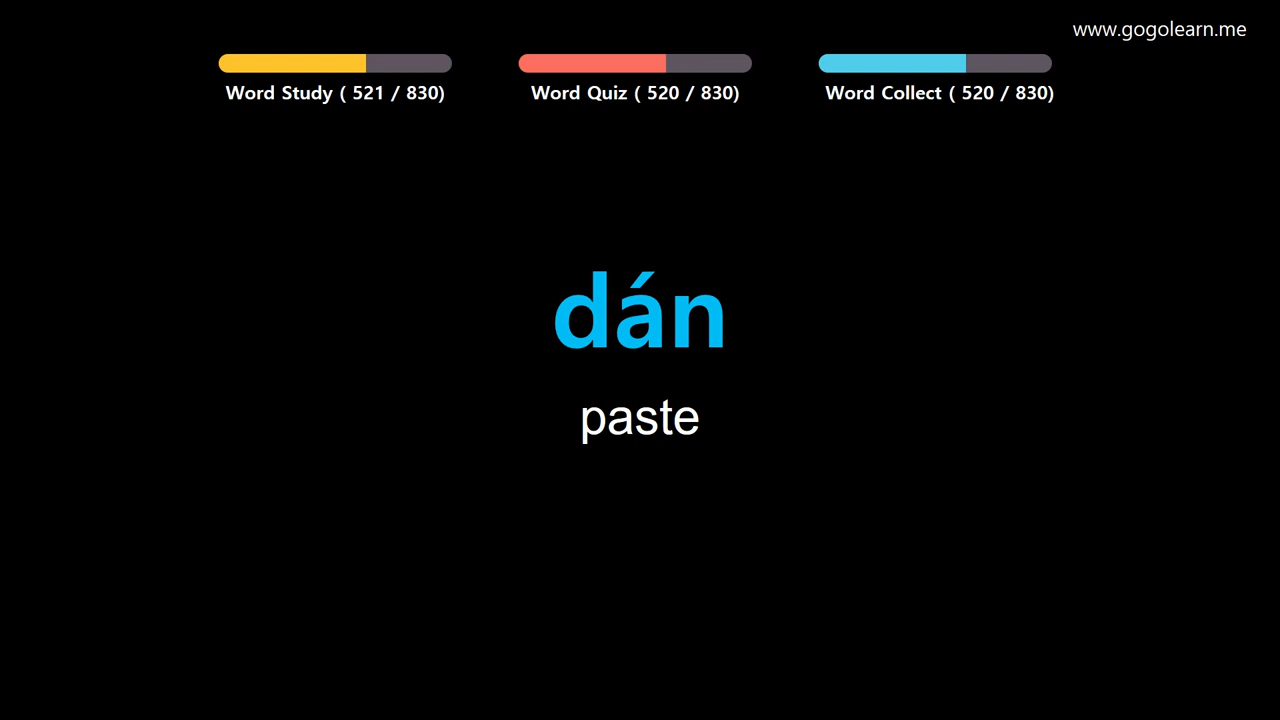 www.gogolearn.me
Word Study ( 521 / 830)
Word Quiz ( 520 / 830)
Word Collect ( 520 / 830)
dán
paste